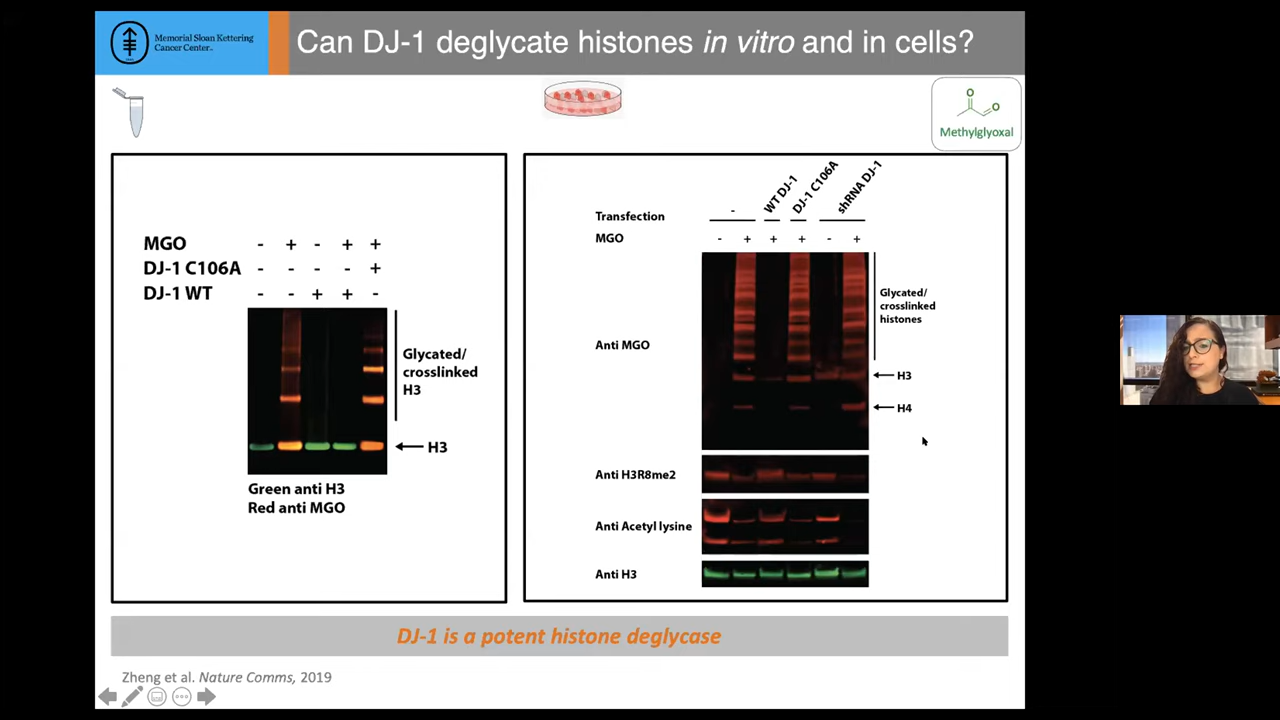 Memorial Sloan Kettering
Cancer Center
Can DJ-1 deglycate histones in vitro and in cells?
O
O
Methylglyoxal
MGO - + - + +
DJ-1 C106A - - - - +
DJ-1 WT - - + + -
Glycated/
crosslinked
H3
H3
Green anti H3
Red anti MGO
Transfection - WT DJ-1 DJ-1 C106A shRNA DJ-1
MGO - + + + - +
Glycated/
crosslinked
histones
Anti MGO
H3
H4
Anti H3R8me2
Anti Acetyl lysine
Anti H3
DJ-1 is a potent histone deglycase
Zheng et al. Nature Comms, 2019